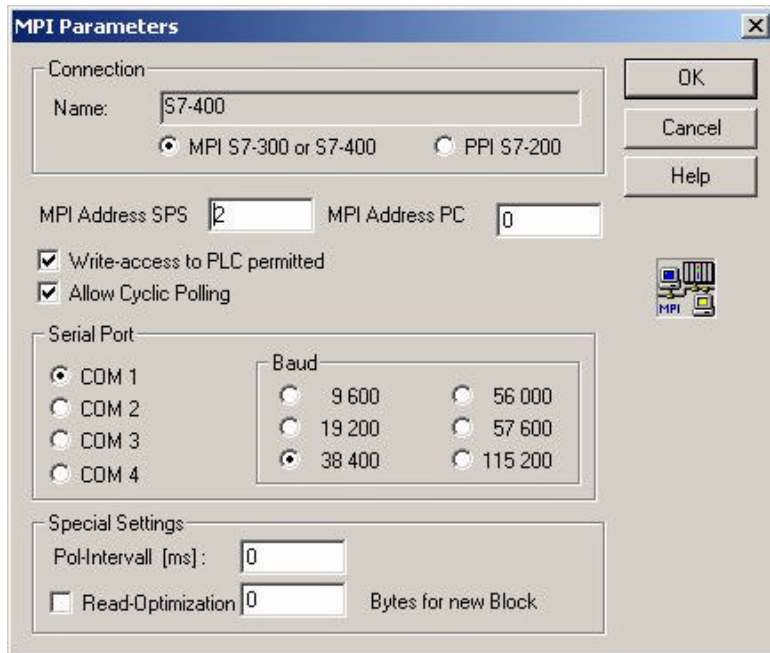 MPI Parameters
Connection
Name: S7-400
MPI S7-300 or S7-400 PPI S7-200
OK
Cancel
Help
MPI Address SPS 2 MPI Address PC 0
Write-access to PLC permitted
Allow Cyclic Polling
MPI
Serial Port
COM 1
COM 2
COM 3
COM 4
Baud
9 600 56 000
19 200 57 600
38 400 115 200
Special Settings
Pol-Intervall [ms] : 0
Read-Optimization 0 Bytes for new Block